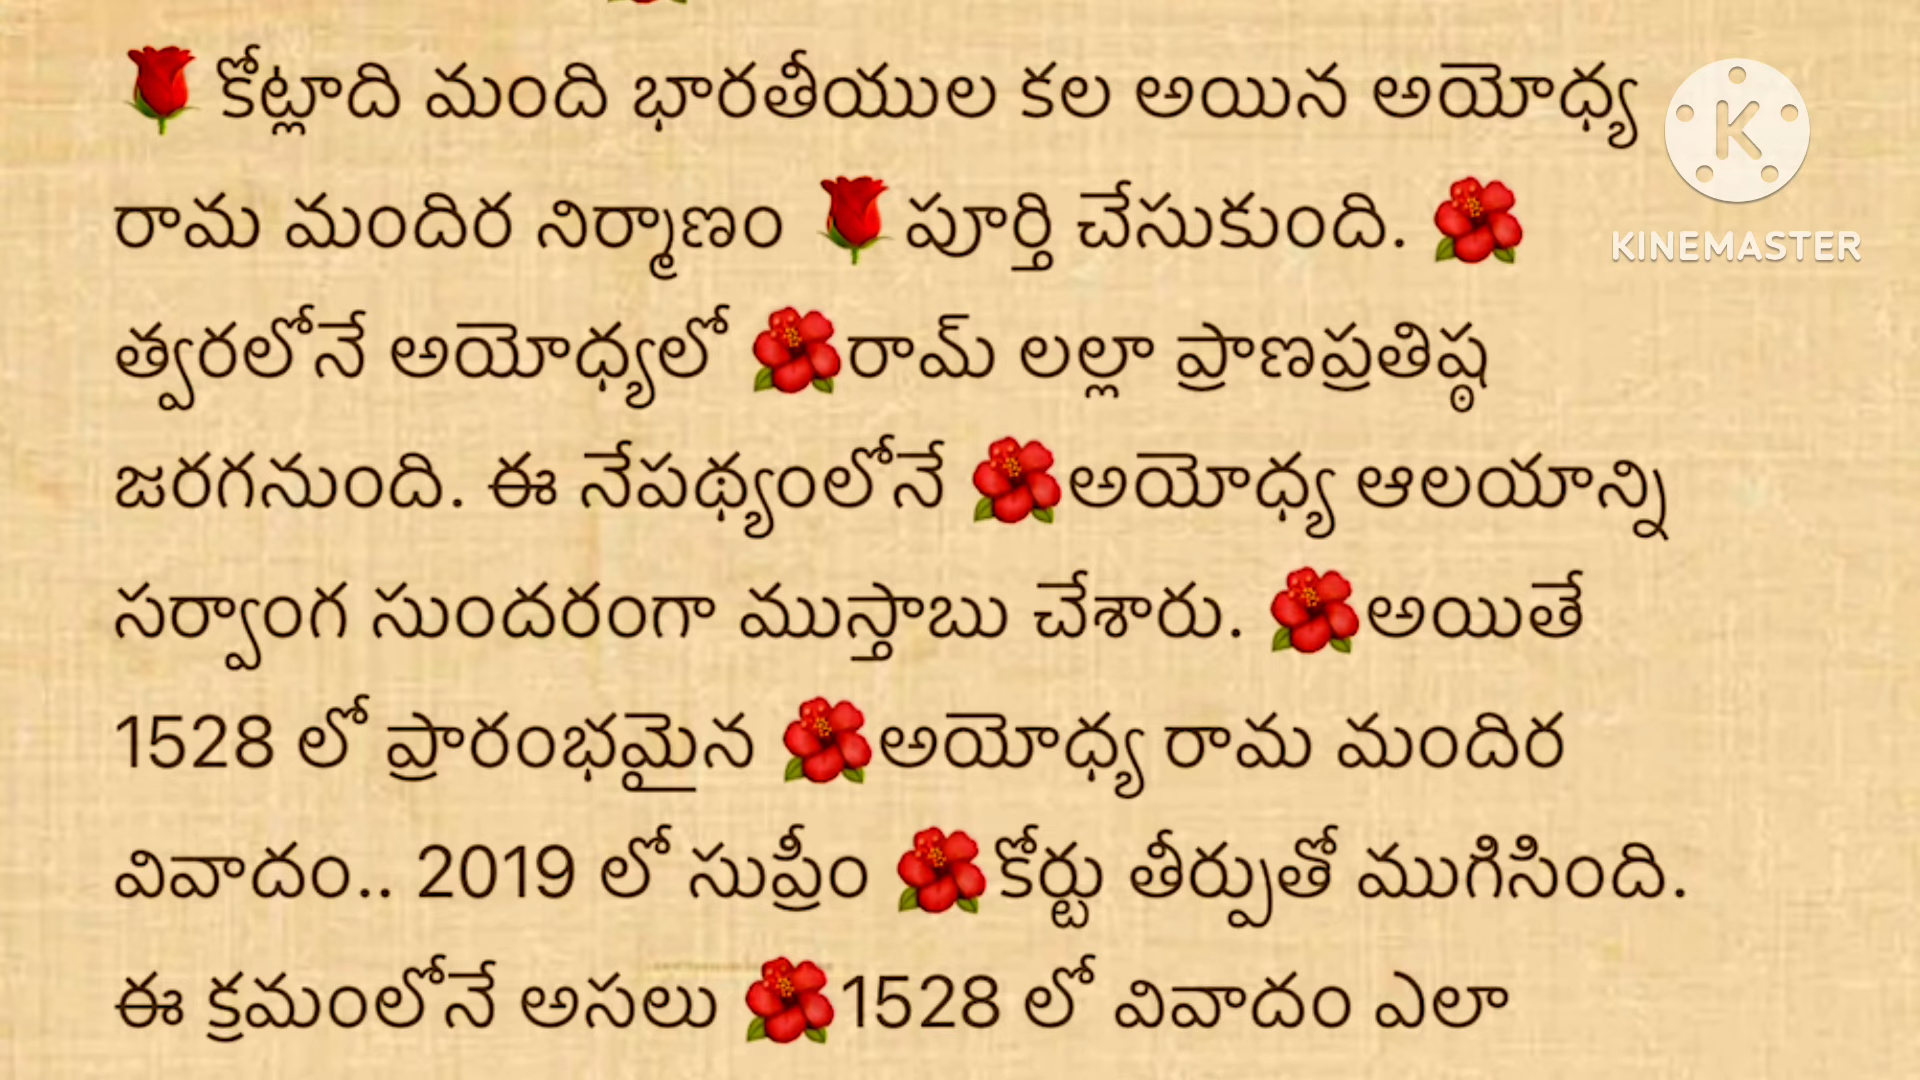 🌹కోట్లాది మంది భారతీయుల కల అయిన అయోధ్య
రామ మందిర నిర్మాణం 🌹పూర్తి చేసుకుంది. 🌺
త్వరలోనే అయోధ్యలో 🌺రామ్ లల్లా ప్రాణప్రతిష్ఠ
జరగనుంది. ఈ నేపథ్యంలోనే 🌺అయోధ్య ఆలయాన్ని
సర్వాంగ సుందరంగా ముస్తాబు చేశారు. 🌺అయితే
1528 లో ప్రారంభమైన 🌺అయోధ్య రామ మందిర
వివాదం.. 2019 లో సుప్రీం 🌺కోర్టు తీర్పుతో ముగిసింది.
ఈ క్రమంలోనే అసలు 🌺1528 లో వివాదం ఎలా
K
KINEMASTER